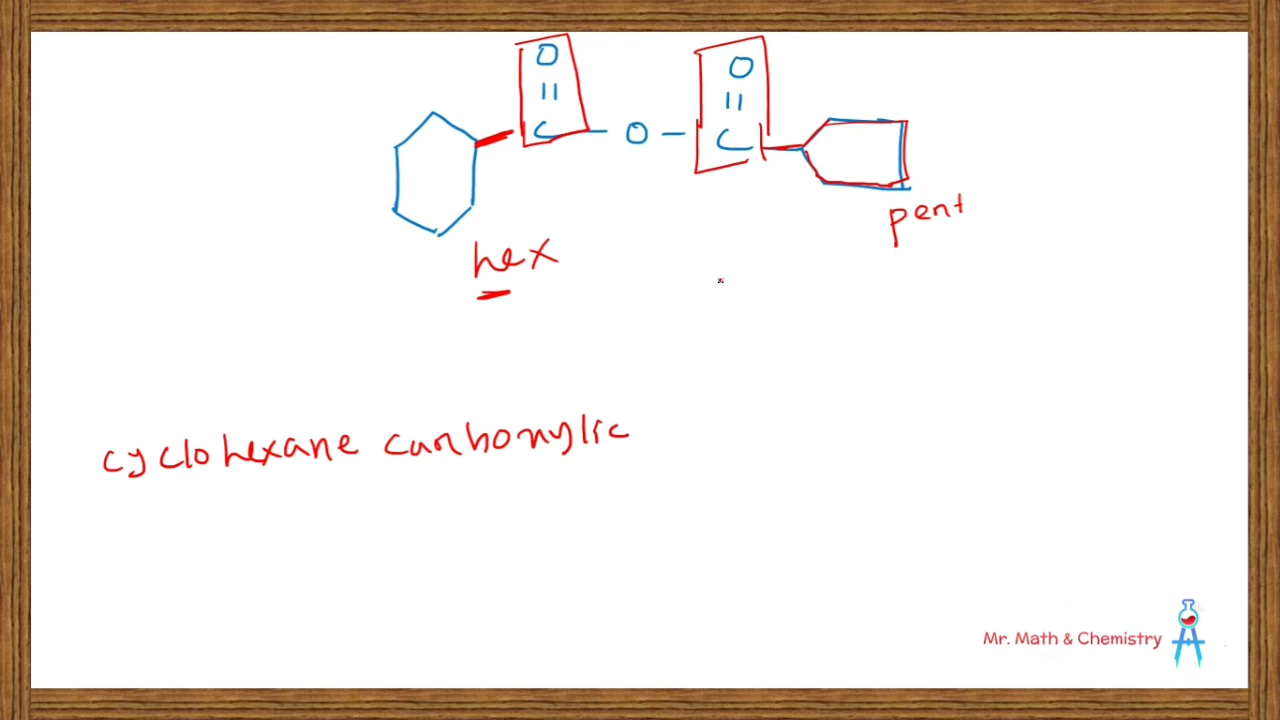 O O
|| ||
C – O – C
pent
hex
cyclohexane carbonylic
Mr. Math & Chemistry